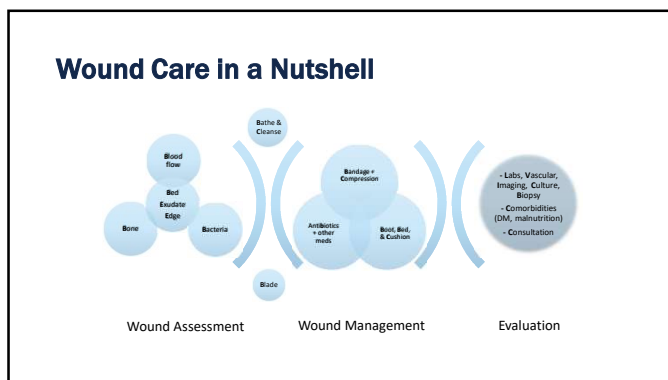 Wound Care in a Nutshell
Blood
flow
Bed
Exudate
Edge
Bone
Bacteria
Bathe &
Cleanse
Blade
Bandage +
Compression
Antibiotics
+ other
meds
Boot, Bed,
& Cushion
- Labs, Vascular,
Imaging, Culture,
Biopsy
- Comorbidities
(DM, malnutrition)
- Consultation
Wound Assessment
Wound Management
Evaluation